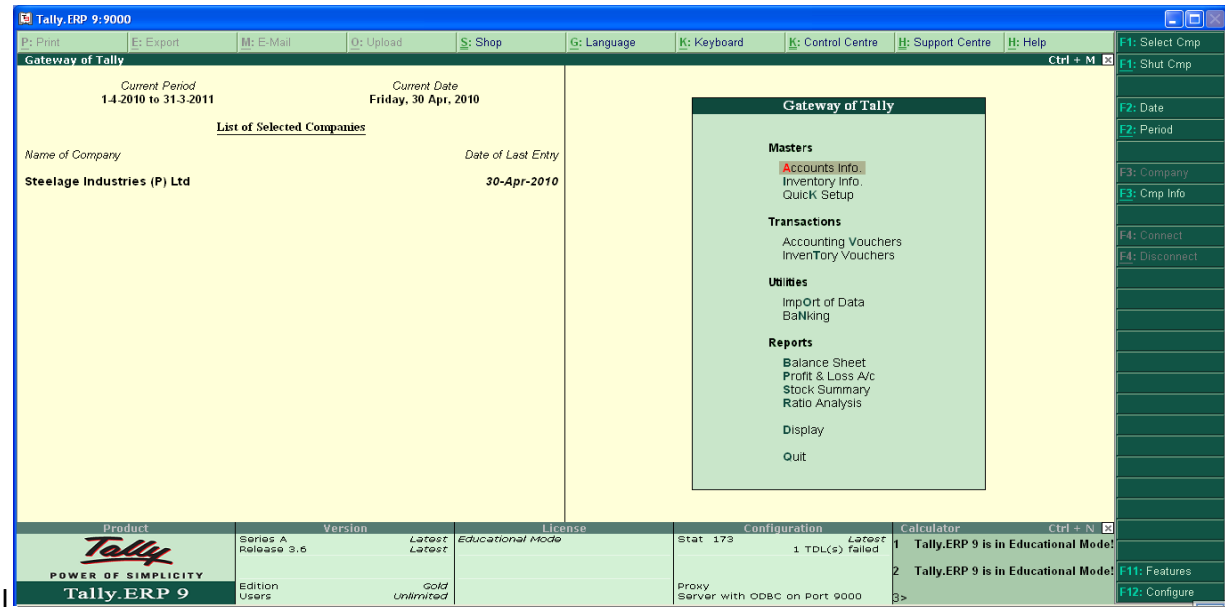 Tally.ERP 9:9000
P: Print E: Export M: E-Mail O: Upload S: Shop G: Language K: Keyboard K: Control Centre H: Support Centre H: Help
Gateway of Tally Ctrl + M
Current Period Current Date
1-4-2010 to 31-3-2011 Friday, 30 Apr, 2010
List of Selected Companies
Name of Company Date of Last Entry
Steelage Industries (P) Ltd 30-Apr-2010
Gateway of Tally
Masters
Accounts Info.
Inventory Info.
QuicK Setup
Transactions
Accounting Vouchers
InvenTory Vouchers
Utilities
ImpOrt of Data
BaNking
Reports
Balance Sheet
Profit & Loss A/c
Stock Summary
Ratio Analysis
Display
Quit
F1: Select Cmp
F1: Shut Cmp
F2: Date
F2: Period
F3: Company
F3: Cmp Info
F4: Connect
F4: Disconnect
F11: Features
F12: Configure
Product Version License Configuration Calculator Ctrl + N
Tally
POWER OF SIMPLICITY
Tally.ERP 9
Series A Latest
Release 3.6 Latest
Edition Gold
Users Unlimited
Educational Mode
Stat 173 Latest
1 TDL(s) failed
Proxy
Server with ODBC on Port 9000
1 Tally.ERP 9 is in Educational Mode!
2 Tally.ERP 9 is in Educational Mode!
3>